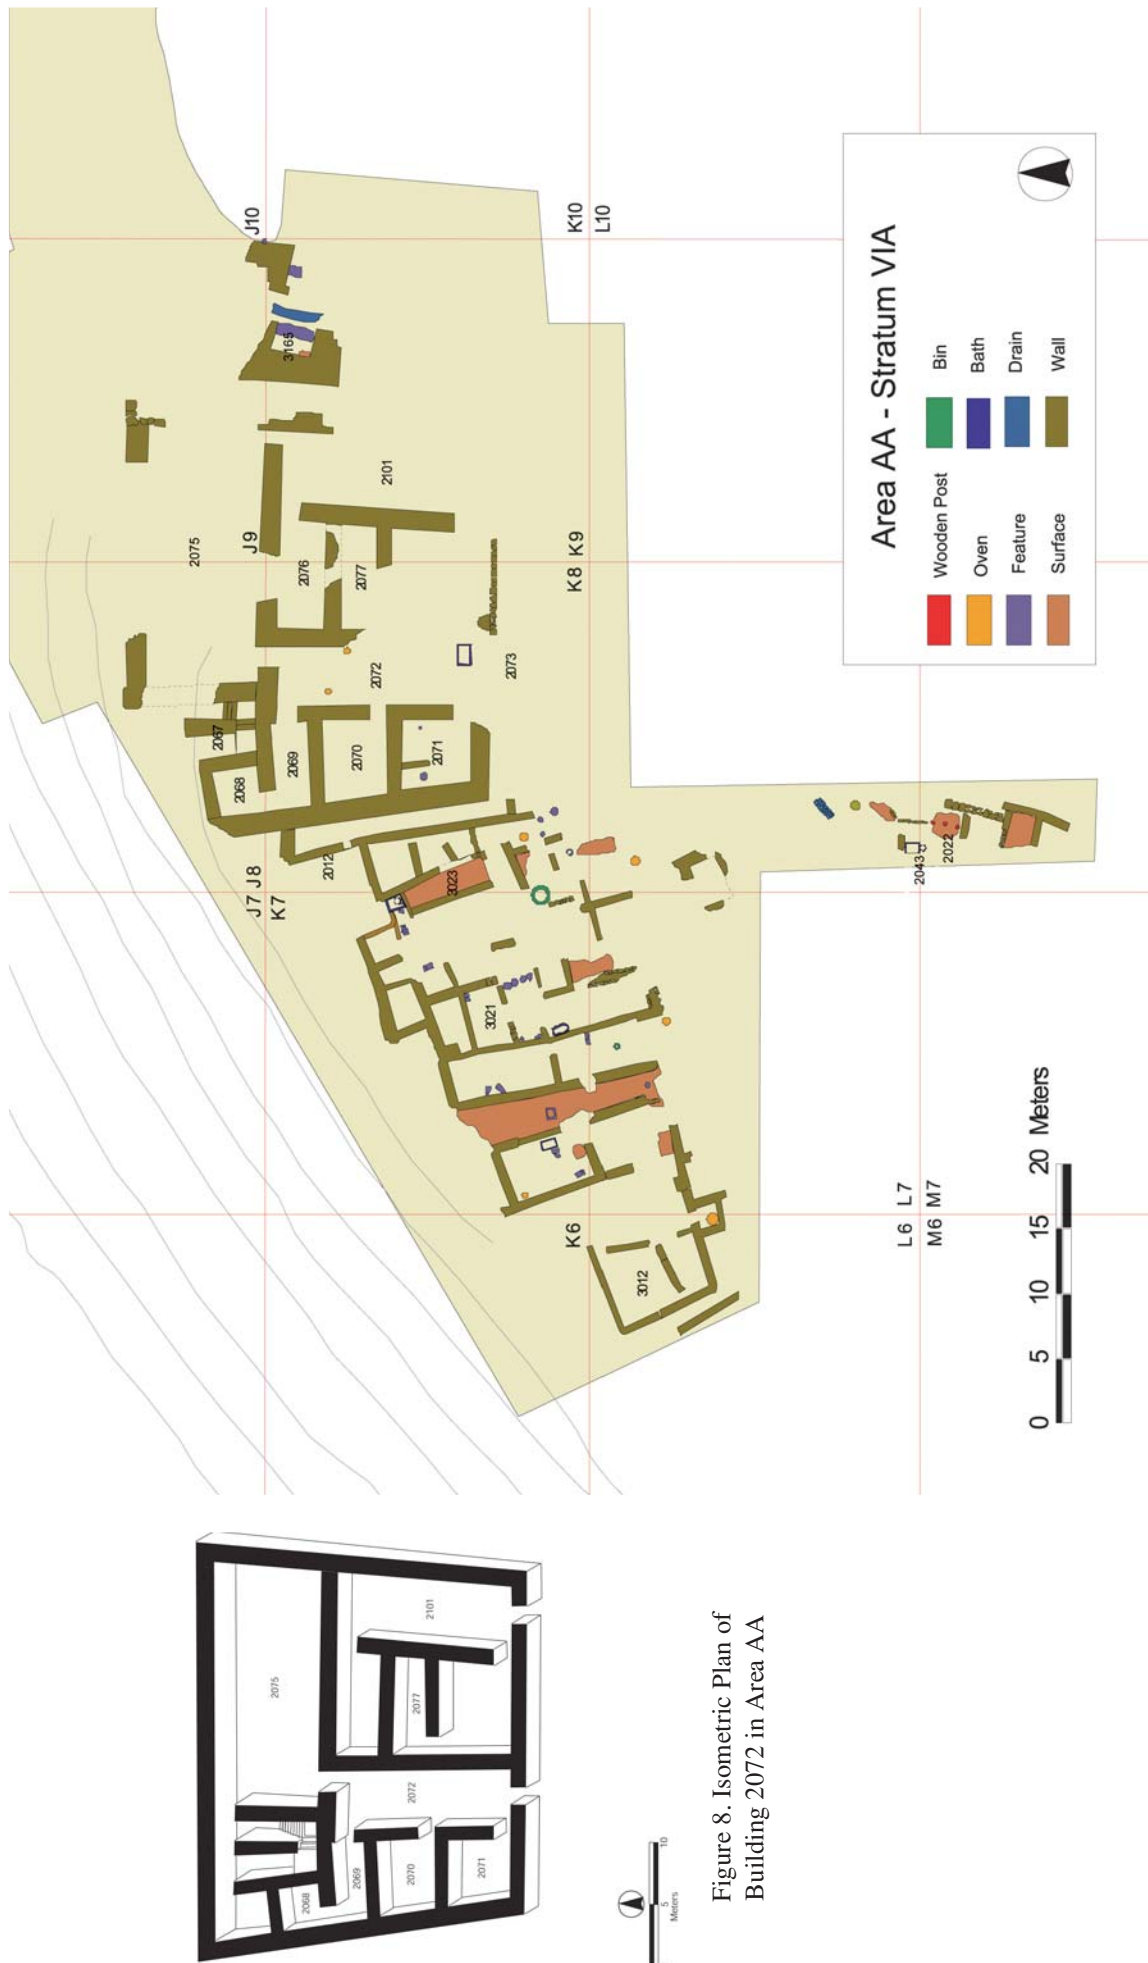 J10
K10
L10
3165
2101
J9
2075
2076
2077
K8 K9
2072
2073
2067
2068
2069
2070
2071
2012
J7 J8
K7
3023
3021
K6
3012
2043
2022
L6 L7
M6 M7
Area AA - Stratum VIA
Wooden Post
Bin
Oven
Bath
Feature
Drain
Surface
Wall
0 5 10 15 20 Meters
2075
2101
2077
2072
2068
2069
2070
2071
5 10
Meters
Figure 8. Isometric Plan of
Building 2072 in Area AA